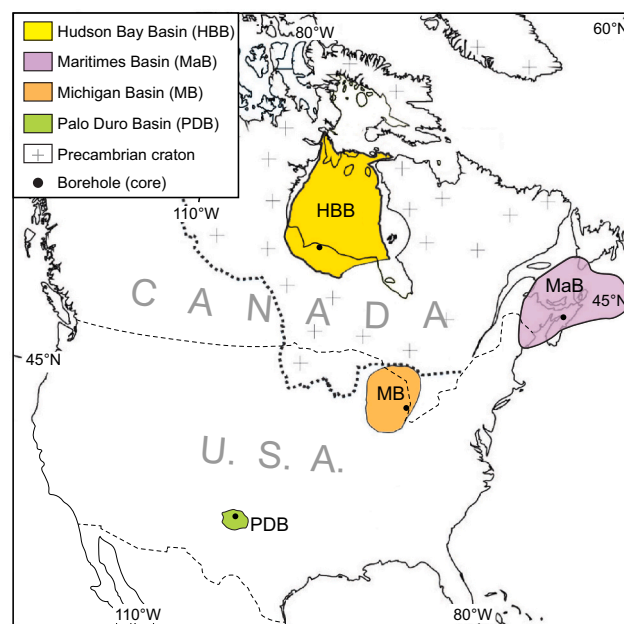 Hudson Bay Basin (HBB)
Maritimes Basin (MaB)
Michigan Basin (MB)
Palo Duro Basin (PDB)
Precambrian craton
Borehole (core)
80°W
60°N
110°W
HBB
CANADA
MaB
45°N
45°N
MB
U.S.A.
PDB
110°W
80°W